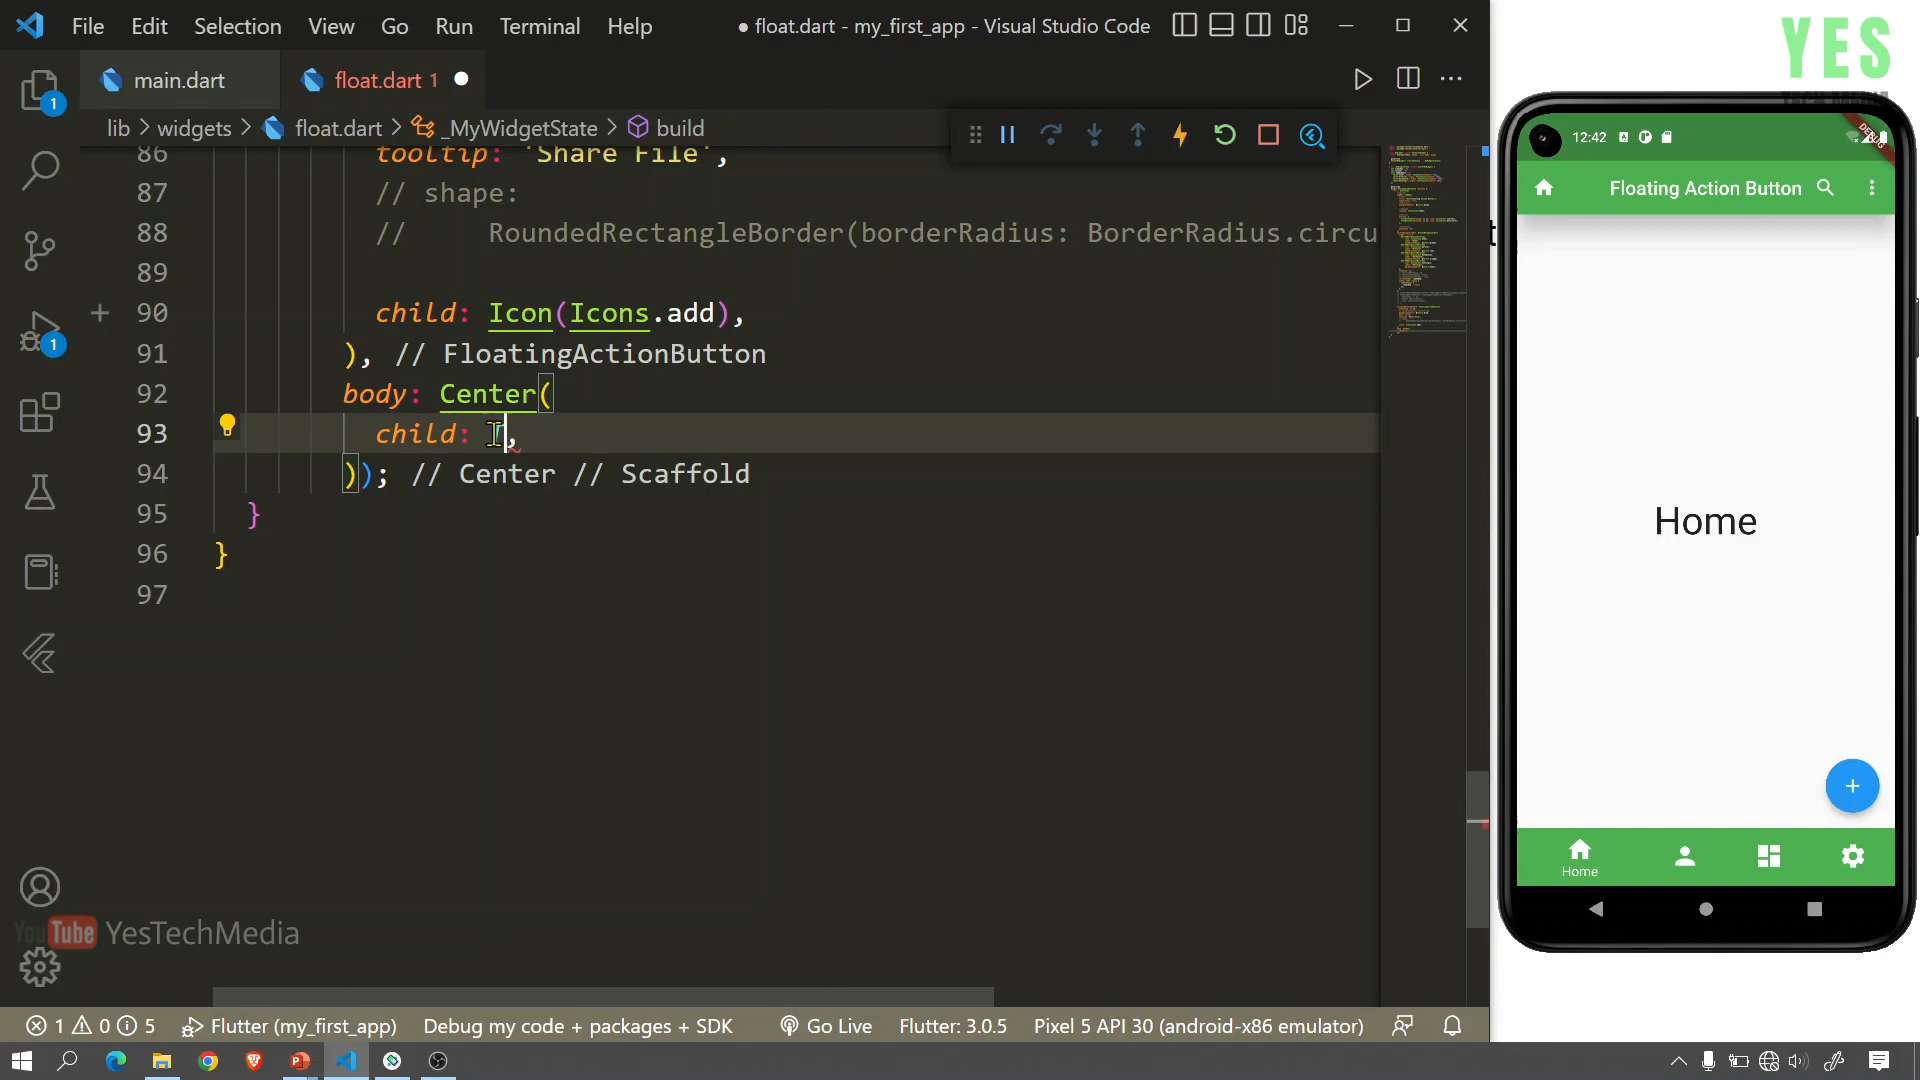 File Edit Selection View Go Run Terminal Help
● float.dart - my_first_app - Visual Studio Code
YES
main.dart
float.dart 1
lib > widgets > float.dart > _MyWidgetState > build
86 tooltip: 'Share File',
87 // shape:
88 //     RoundedRectangleBorder(borderRadius: BorderRadius.circu
89
90 child: Icon(Icons.add),
91 ), // FloatingActionButton
92 body: Center(
93 child: ,
94 )); // Center // Scaffold
95 }
96 }
97
1
1
12:42
DEBUG
Floating Action Button
Home
+
Home
YouTube YesTechMedia
1 0 5 Flutter (my_first_app) Debug my code + packages + SDK Go Live Flutter: 3.0.5 Pixel 5 API 30 (android-x86 emulator)